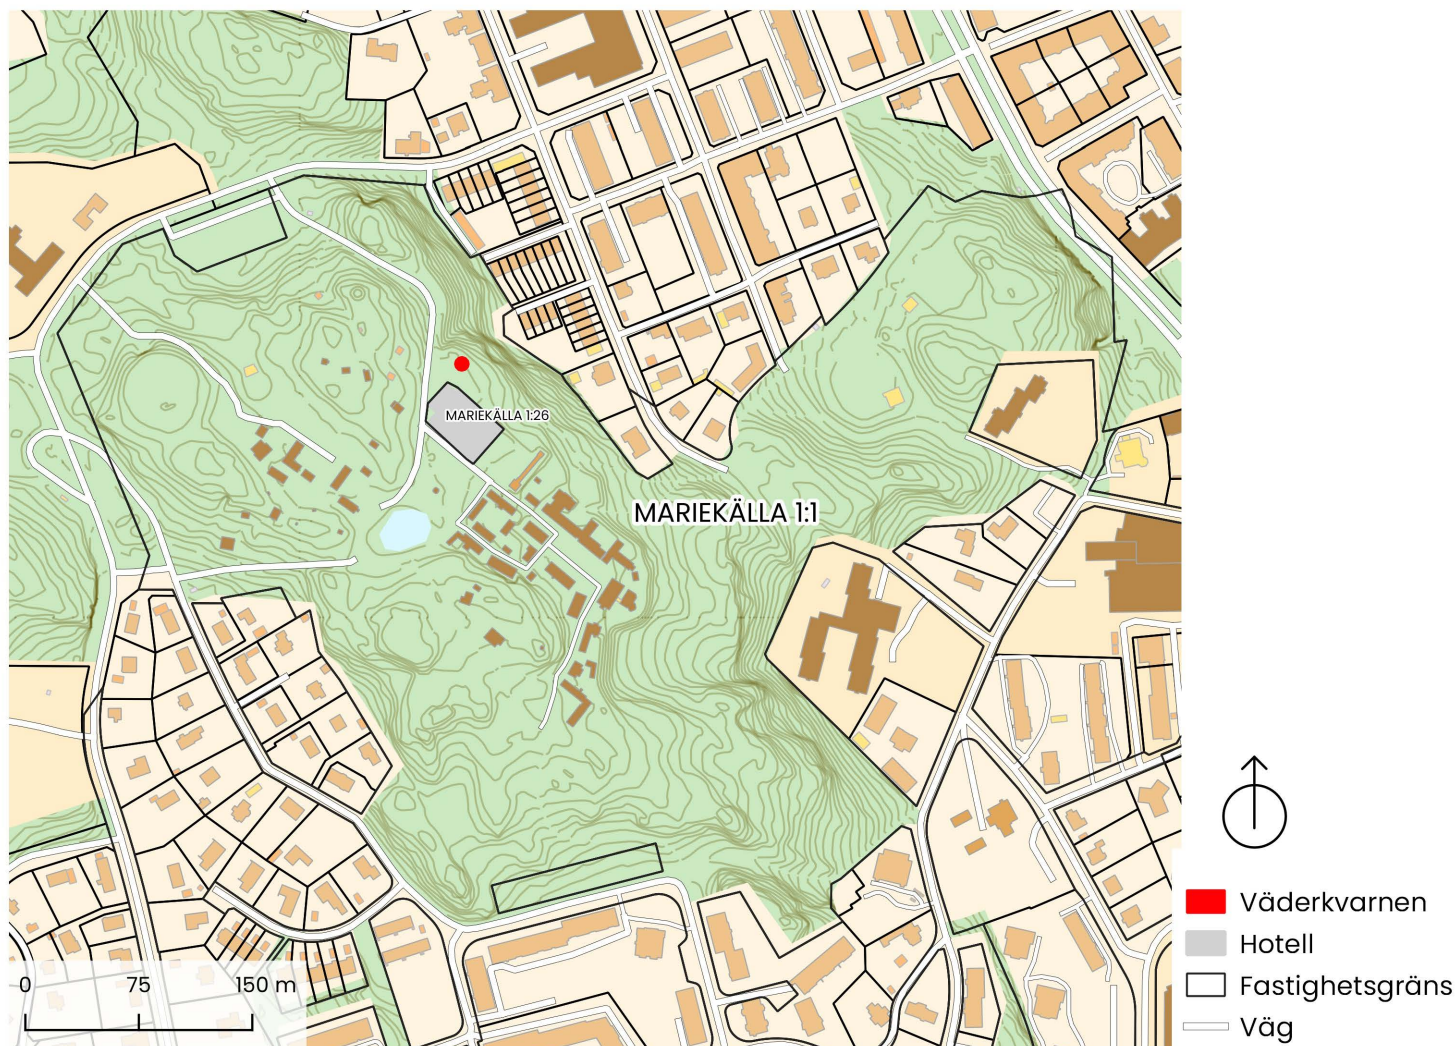 MARIEKÄLLA 1:26
MARIEKÄLLA 1:1
Väderkvarnen
Hotell
Fastighetsgräns
Väg
0 75 150 m